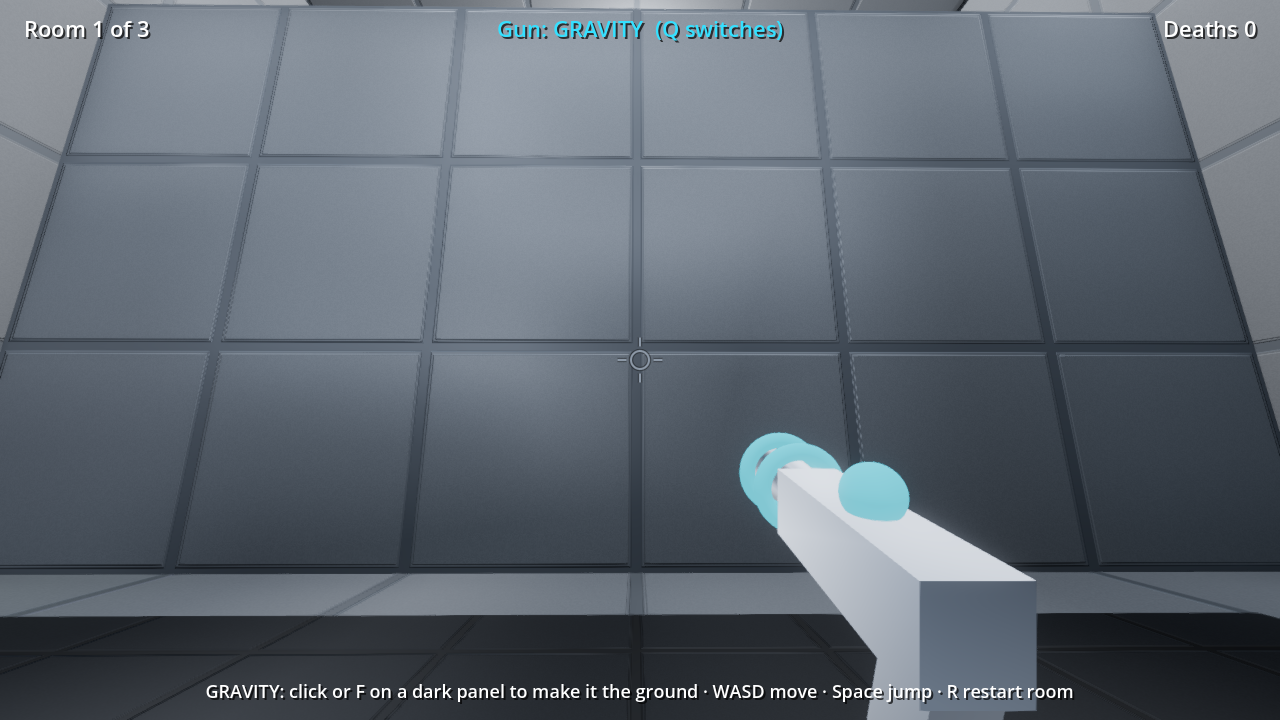 Room 1 of 3
Gun: GRAVITY (Q switches)
Deaths 0
GRAVITY: click or F on a dark panel to make it the ground · WASD move · Space jump · R restart room